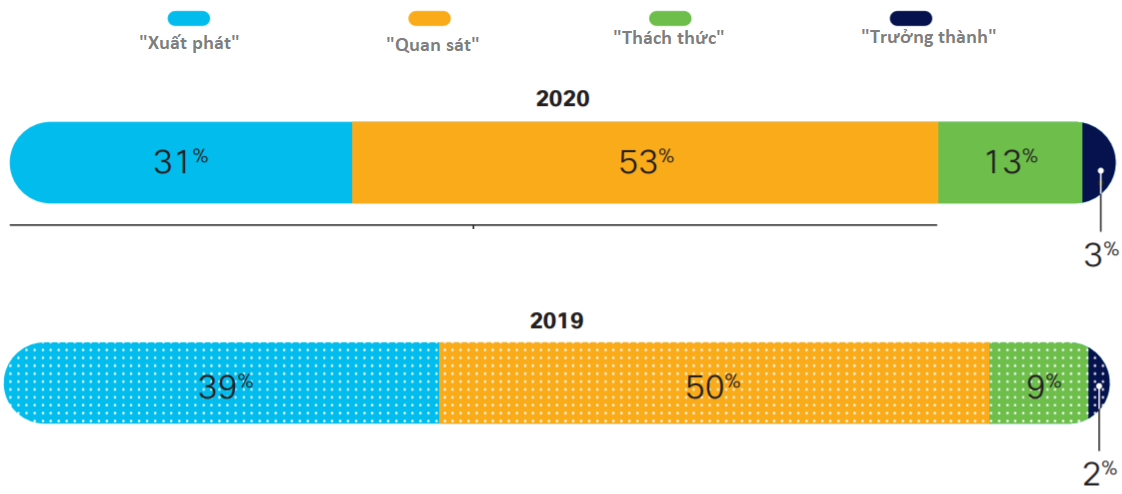 "Xuất phát" "Quan sát" "Thách thức" "Trưởng thành"
2020
31% 53% 13%
3%
2019
39% 50% 9%
2%